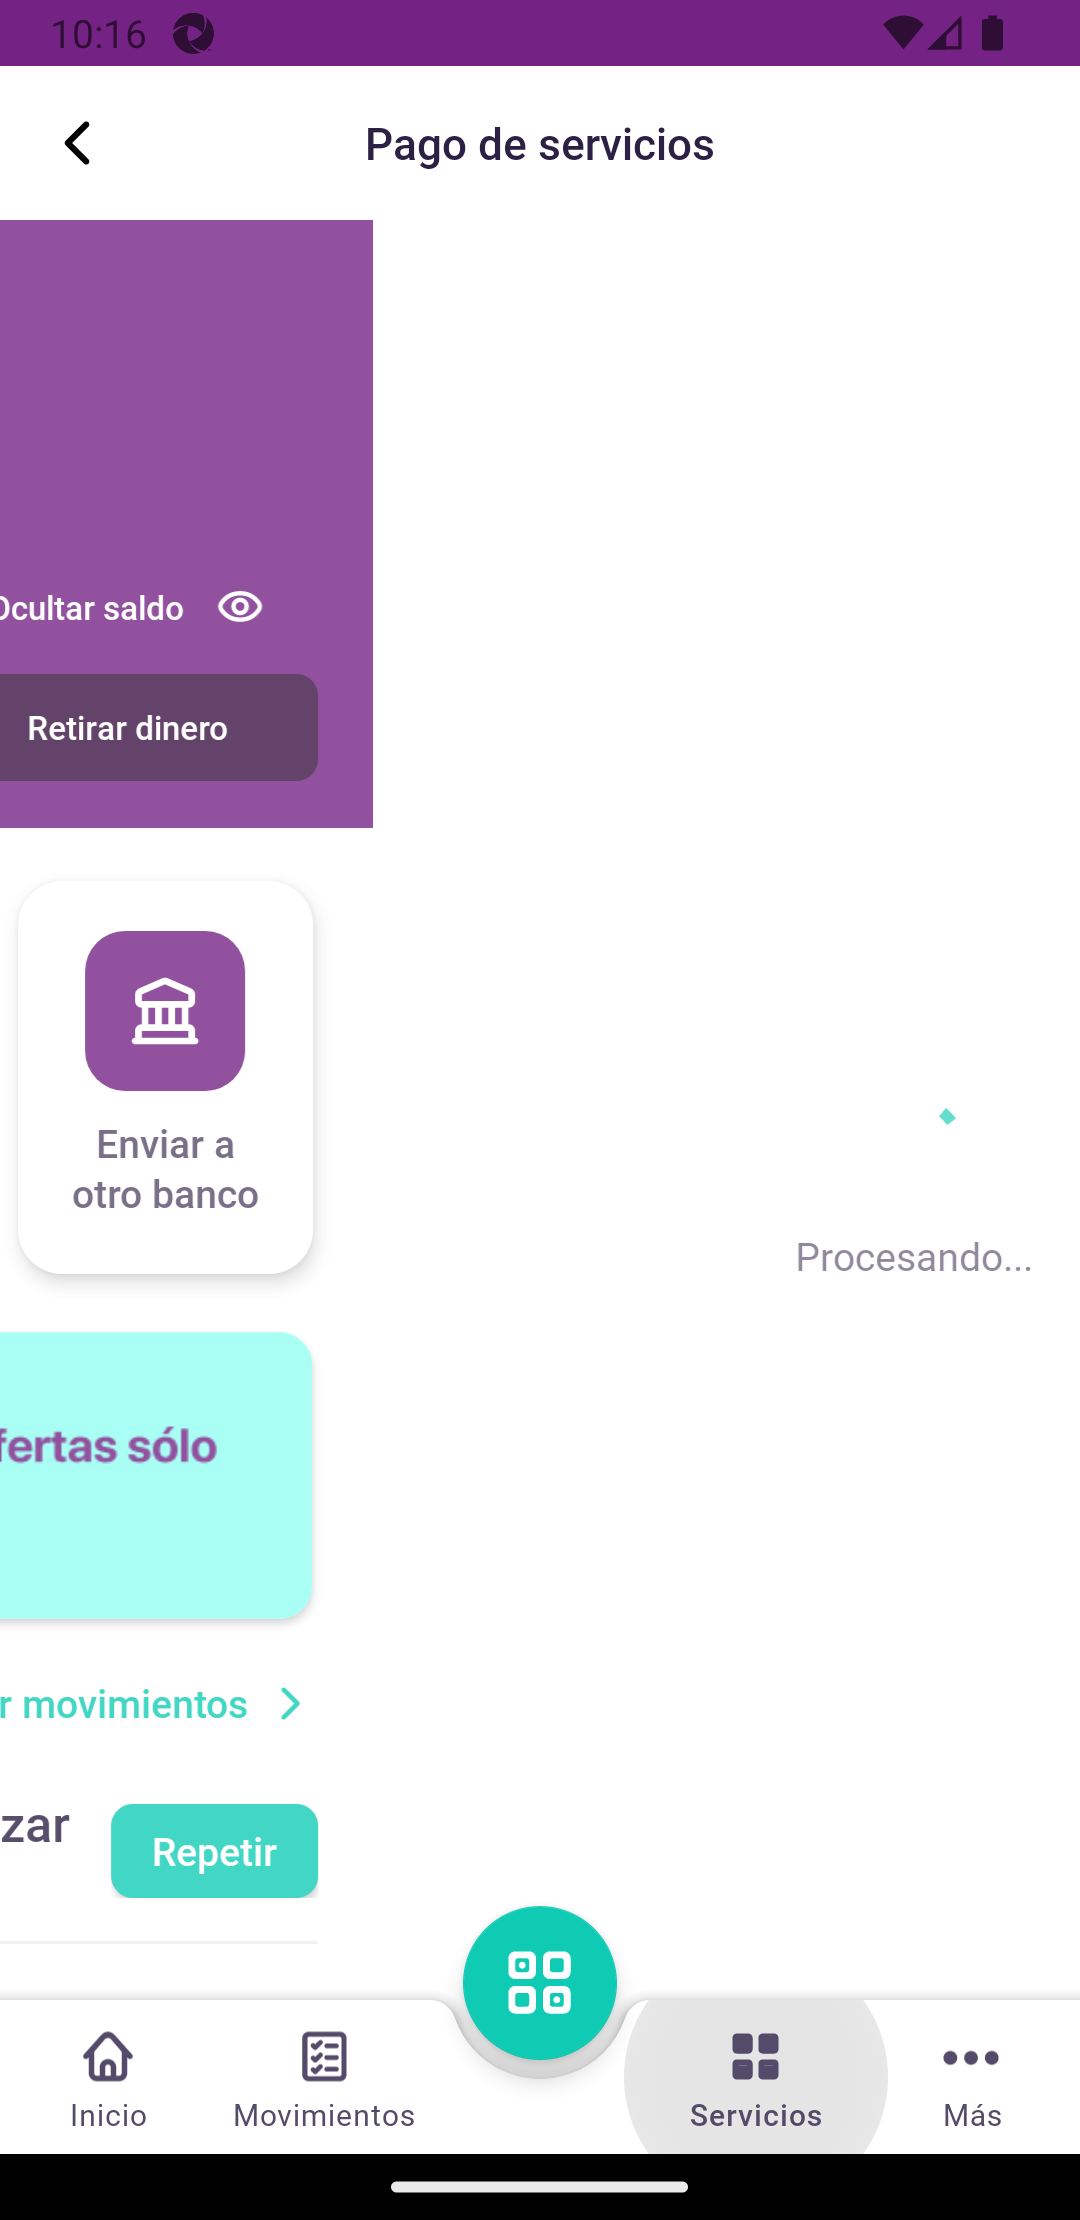 10:16
Pago de servicios
Ocultar saldo
Retirar dinero
Enviar a
otro banco
Procesando...
fertas sólo
r movimientos
zar
Repetir
Inicio
Movimientos
Servicios
Más